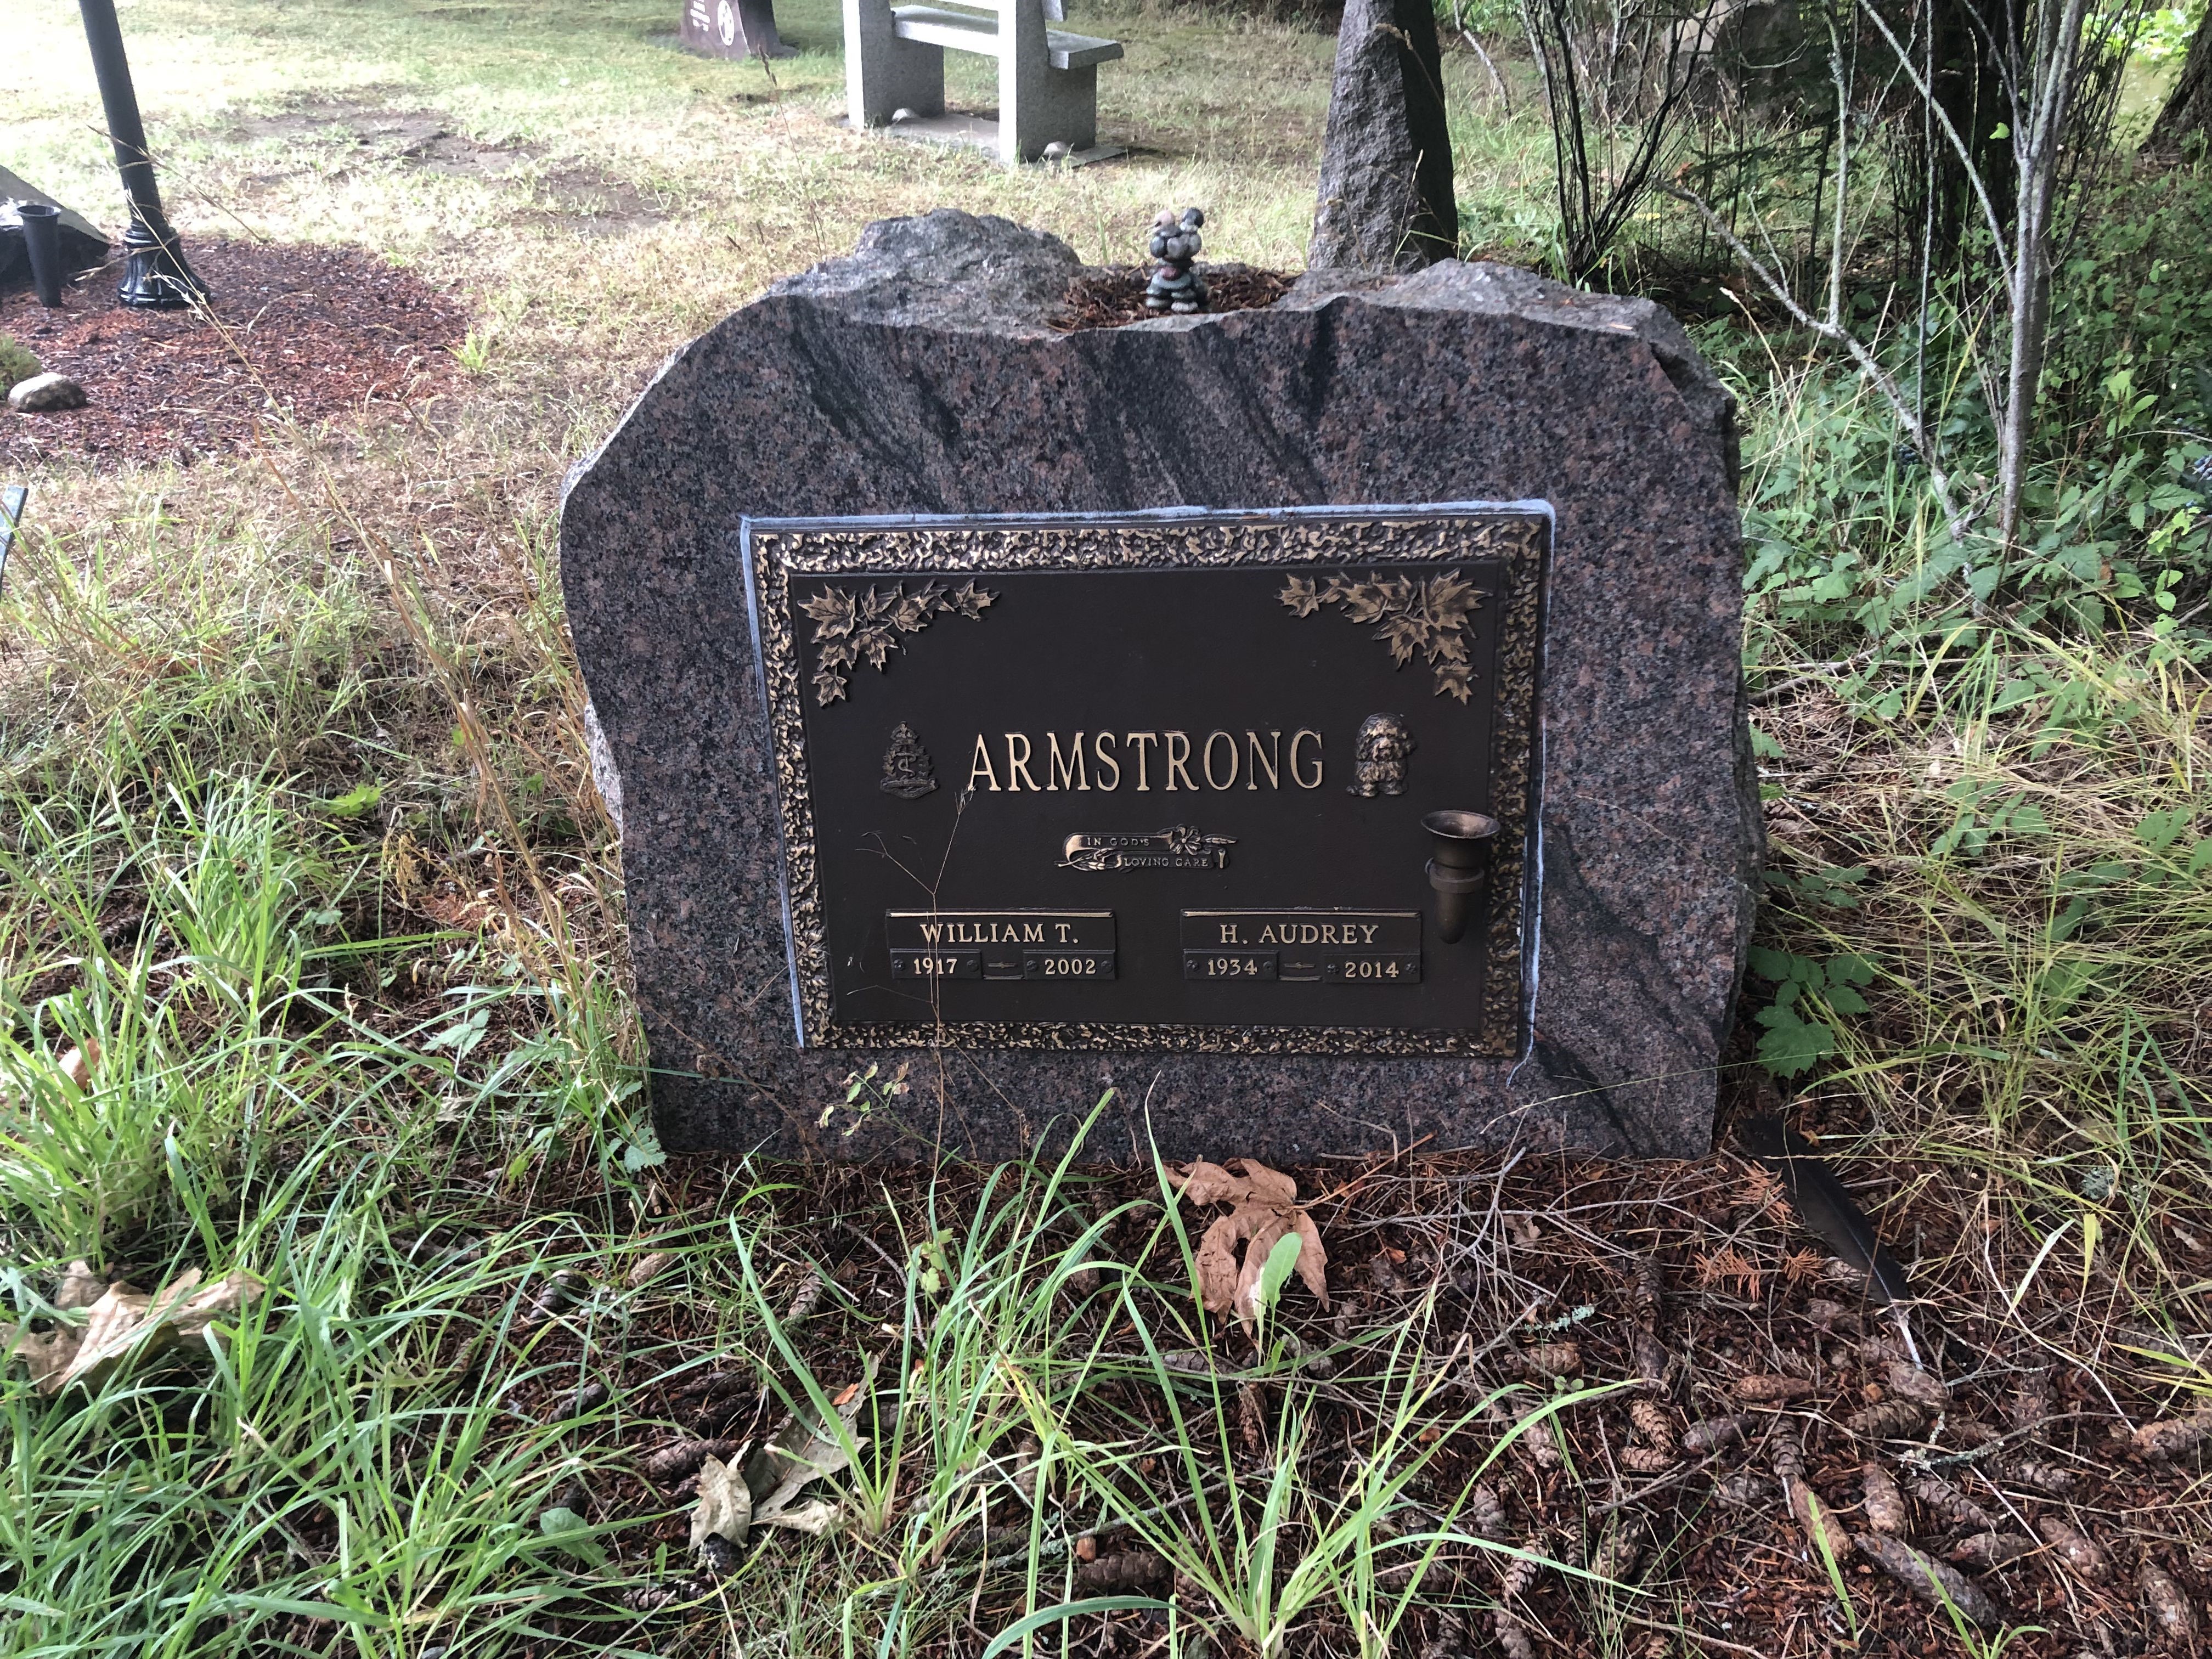 ARMSTRONG
IN GOD'S
LOVING CARE
WILLIAM T.
1917 2002
H. AUDREY
1934 2014